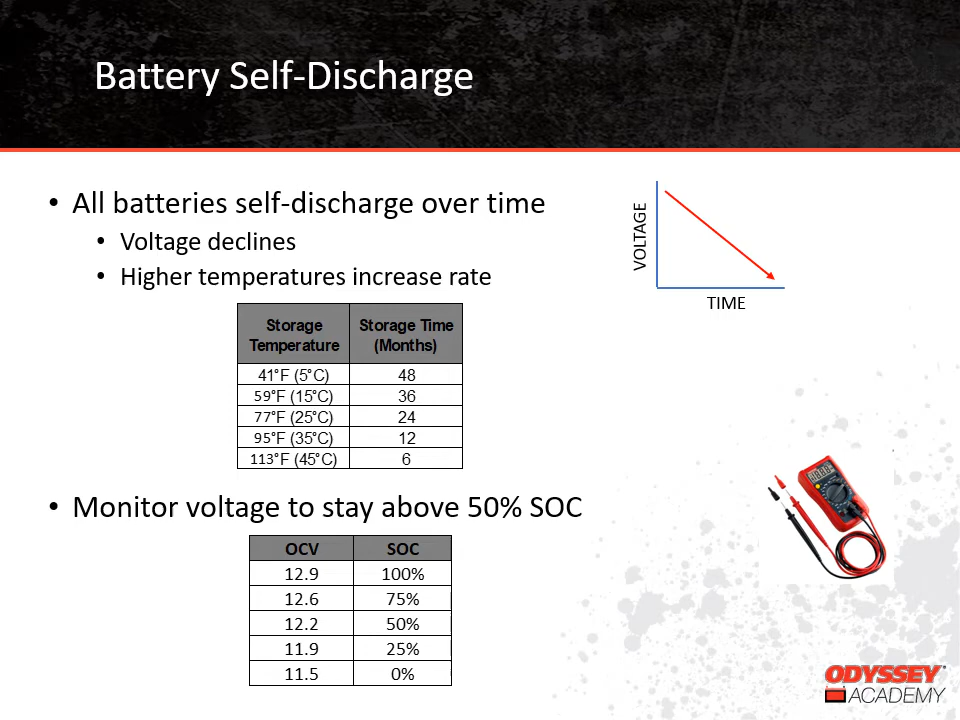 Battery Self-Discharge
• All batteries self-discharge over time
• Voltage declines
• Higher temperatures increase rate
VOLTAGE
TIME
Storage Temperature Storage Time (Months)
41°F (5°C) 48
59°F (15°C) 36
77°F (25°C) 24
95°F (35°C) 12
113°F (45°C) 6
• Monitor voltage to stay above 50% SOC
OCV SOC
12.9 100%
12.6 75%
12.2 50%
11.9 25%
11.5 0%
ODYSSEY
ACADEMY